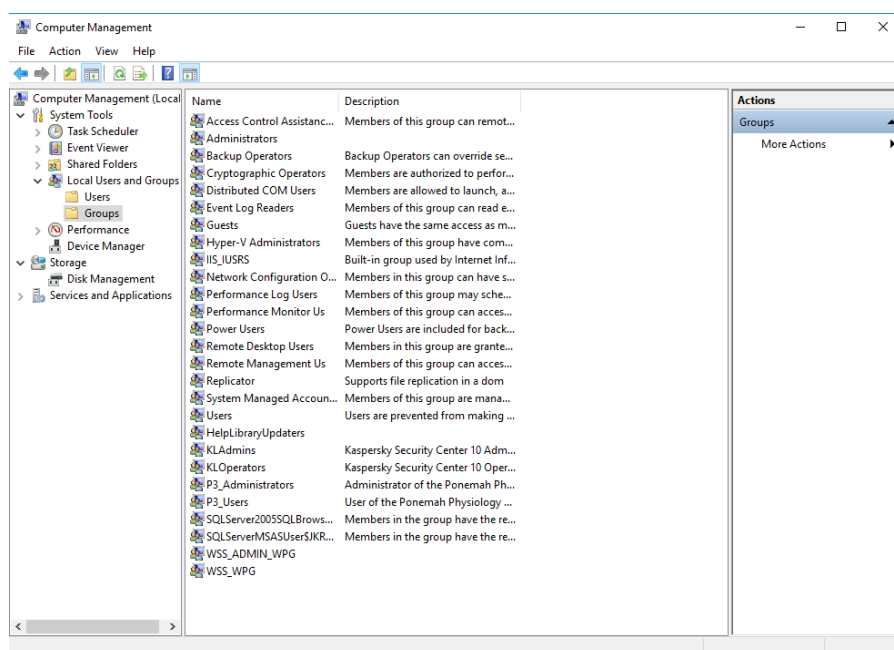 Computer Management
File Action View Help
Computer Management (Local
System Tools
Task Scheduler
Event Viewer
Shared Folders
Local Users and Groups
Users
Groups
Performance
Device Manager
Storage
Disk Management
Services and Applications
Name Description
Access Control Assistanc... Members of this group can remot...
Administrators
Backup Operators Backup Operators can override se...
Cryptographic Operators Members are authorized to perfor...
Distributed COM Users Members are allowed to launch, a...
Event Log Readers Members of this group can read e...
Guests Guests have the same access as m...
Hyper-V Administrators Members of this group have com...
IIS_IUSRS Built-in group used by Internet Inf...
Network Configuration O... Members in this group can have s...
Performance Log Users Members of this group may sche...
Performance Monitor Us Members of this group can acces...
Power Users Power Users are included for back...
Remote Desktop Users Members in this group are grante...
Remote Management Us Members of this group can acces...
Replicator Supports file replication in a dom
System Managed Accoun... Members of this group are mana...
Users Users are prevented from making ...
HelpLibraryUpdaters
KLAdmins Kaspersky Security Center 10 Adm...
KLOperators Kaspersky Security Center 10 Oper...
P3_Administrators Administrator of the Ponemah Ph...
P3_Users User of the Ponemah Physiology ...
SQLServer2005SQLBrows... Members in the group have the re...
SQLServerMSASUser$JKR... Members in the group have the re...
WSS_ADMIN_WPG
WSS_WPG
Actions
Groups
More Actions